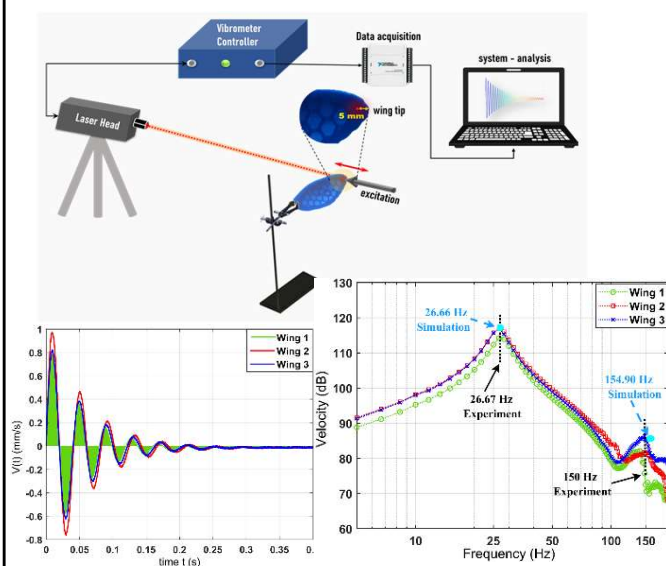 Vibrometer
Controller
Data acquisition
system - analysis
Laser Head
wing tip
5 mm
excitation
1
0.8
0.6
0.4
0.2
0
-0.2
-0.4
-0.6
-0.8
V(t) (mm/s)
Wing 1
Wing 2
Wing 3
0
0.05
0.1
0.15
0.2
0.25
0.3
0.35
0.4
time t (s)
130
120
110
100
90
80
70
60
Velocity (dB)
26.66 Hz
Simulation
26.67 Hz
Experiment
Wing 1
Wing 2
Wing 3
154.90 Hz
Simulation
150 Hz
Experiment
10
25
50
100
150
Frequency (Hz)